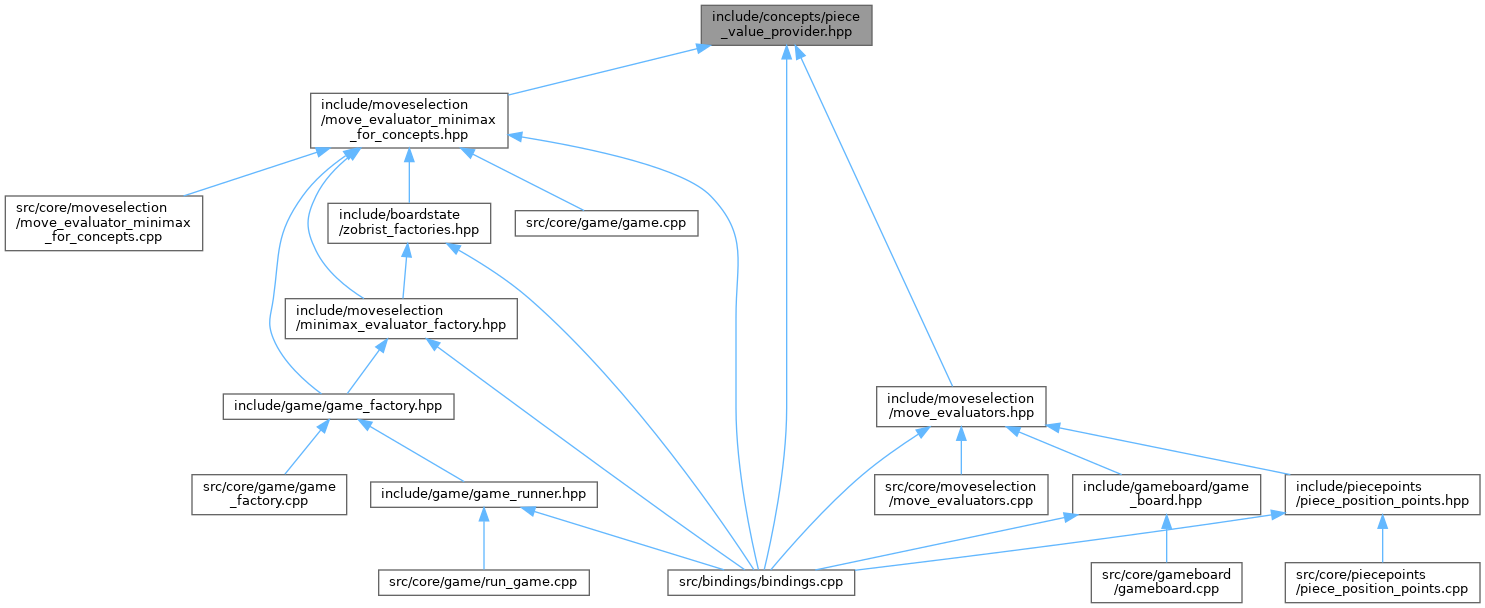 include/concepts/piece
_value_provider.hpp
include/moveselection
/move_evaluator_minimax
_for_concepts.hpp
src/core/moveselection
/move_evaluator_minimax
_for_concepts.cpp
include/boardstate
/zobrist_factories.hpp
src/core/game/game.cpp
include/moveselection
/minimax_evaluator_factory.hpp
include/game/game_factory.hpp
include/moveselection
/move_evaluators.hpp
src/core/game/game
_factory.cpp
include/game/game_runner.hpp
src/core/moveselection
/move_evaluators.cpp
include/gameboard/game
_board.hpp
include/piecepoints
/piece_position_points.hpp
src/core/game/run_game.cpp
src/bindings/bindings.cpp
src/core/gameboard
/gameboard.cpp
src/core/piecepoints
/piece_position_points.cpp